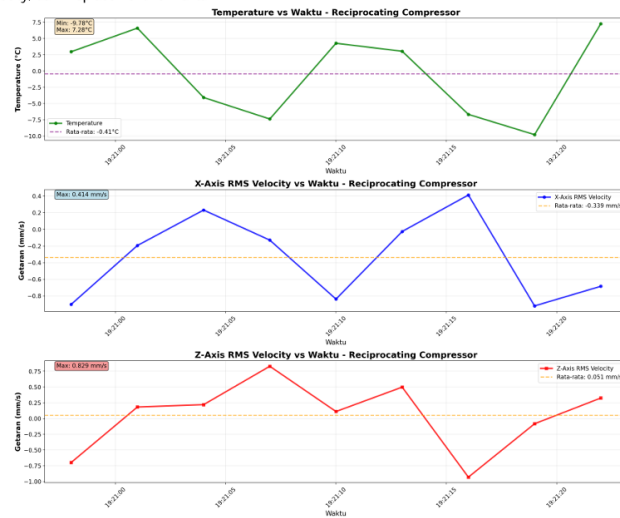 Temperature vs Waktu - Reciprocating Compressor
Min: -9.78°C
Max: 7.28°C
7.5
5.0
2.5
0.0
-2.5
-5.0
-7.5
-10.0
Temperature (°C)
Temperature
Rata-rata: -0.41°C
19:21:00
19:21:05
19:21:10
19:21:15
19:21:20
Waktu
X-Axis RMS Velocity vs Waktu - Reciprocating Compressor
Max: 0.414 mm/s
X-Axis RMS Velocity
Rata-rata: -0.339 mm/s
0.4
0.2
0.0
-0.2
-0.4
-0.6
-0.8
Getaran (mm/s)
19:21:00
19:21:05
19:21:10
19:21:15
19:21:20
Waktu
Z-Axis RMS Velocity vs Waktu - Reciprocating Compressor
Max: 0.829 mm/s
Z-Axis RMS Velocity
Rata-rata: 0.051 mm/s
0.75
0.50
0.25
0.00
-0.25
-0.50
-0.75
-1.00
Getaran (mm/s)
19:21:00
19:21:05
19:21:10
19:21:15
19:21:20
Waktu